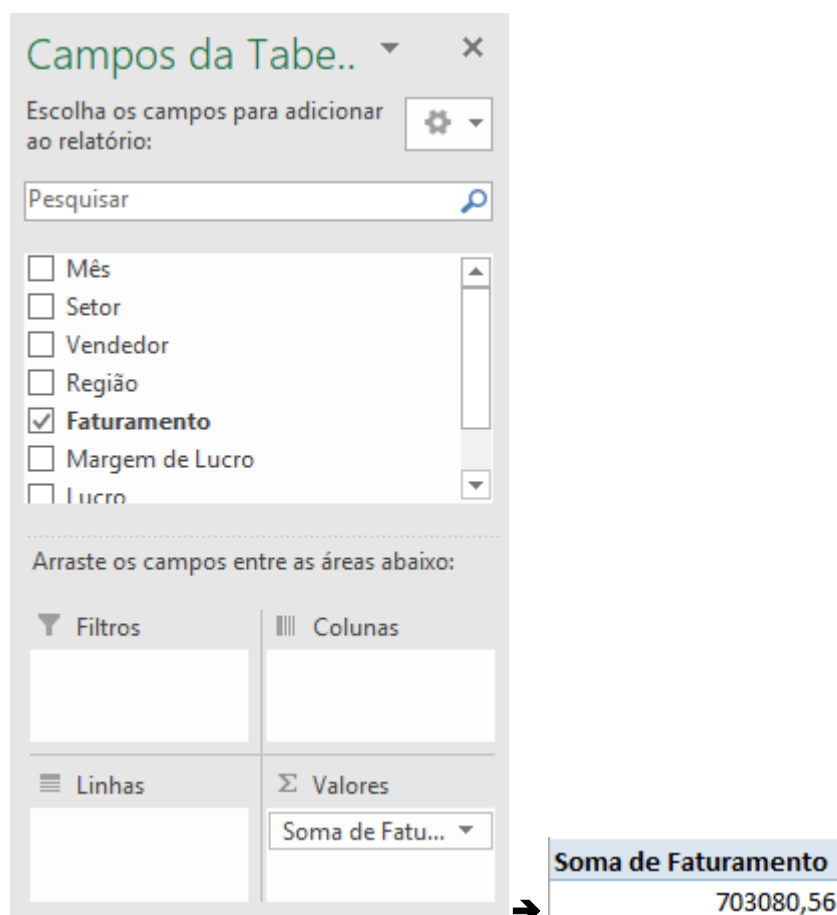 Campos da Tabe..
Escolha os campos para adicionar
ao relatório:
Pesquisar
Mês
Setor
Vendedor
Região
Faturamento
Margem de Lucro
Lucro
Arraste os campos entre as áreas abaixo:
Filtros
Colunas
Linhas
Σ Valores
Soma de Fatu...
Soma de Faturamento
703080,56